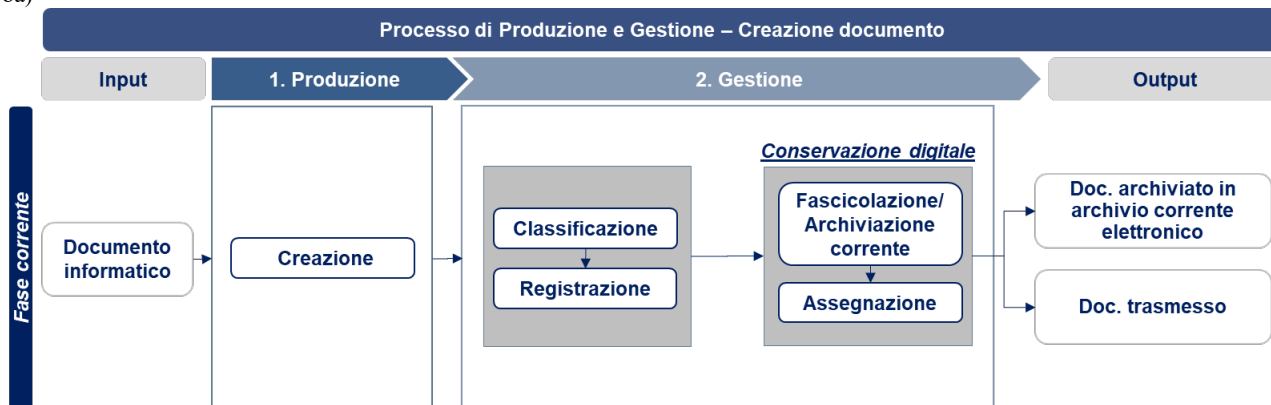 Processo di Produzione e Gestione – Creazione documento
Input
1. Produzione
2. Gestione
Output
Fase corrente
Documento
informatico
Creazione
Classificazione
Registrazione
Conservazione digitale
Fascicolazione/
Archiviazione
corrente
Assegnazione
Doc. archiviato in
archivio corrente
elettronico
Doc. trasmesso